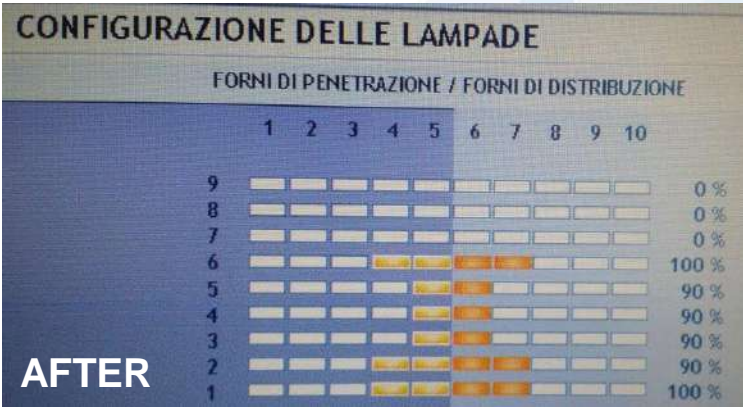 CONFIGURAZIONE DELLE LAMPADE
FORNI DI PENETRAZIONE / FORNI DI DISTRIBUZIONE
1 2 3 4 5 6 7 8 9 10
9 0 %
8 0 %
7 0 %
6 100 %
5 90 %
4 90 %
3 90 %
2 90 %
1 100 %
AFTER